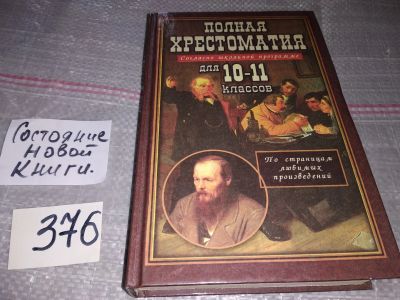 ПОЛНАЯ
ХРЕСТОМАТИЯ
Согласно школьной программе
для 10-11
классов
По страницам
любимых
произведений
Состояние
новой
книги.
376